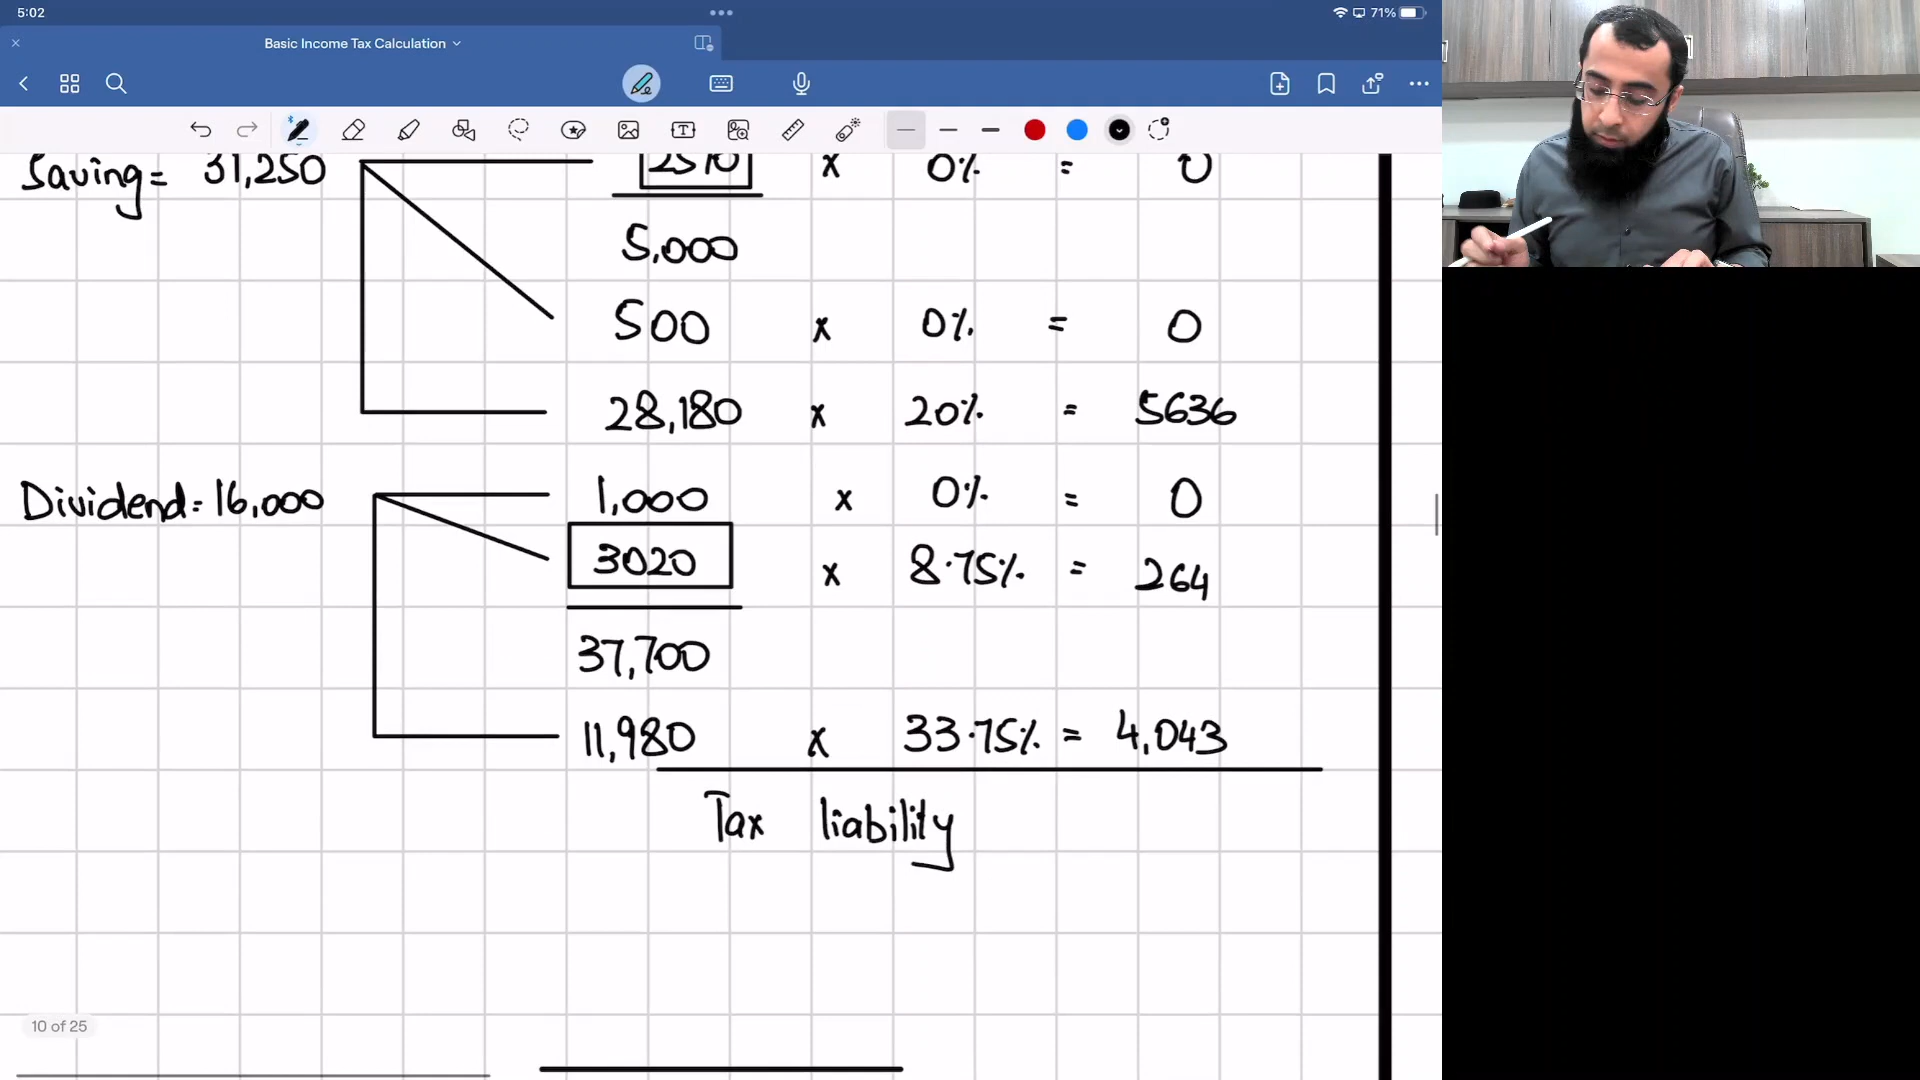 5:02
71%
Basic Income Tax Calculation
Saving = 31,250 2570 x 0% = 0
5,000
500 x 0% = 0
28,180 x 20% = 5636
Dividend = 16,000 1,000 x 0% = 0
3020 x 8.75% = 264
37,700
11,980 x 33.75% = 4,043
Tax liability
10 of 25